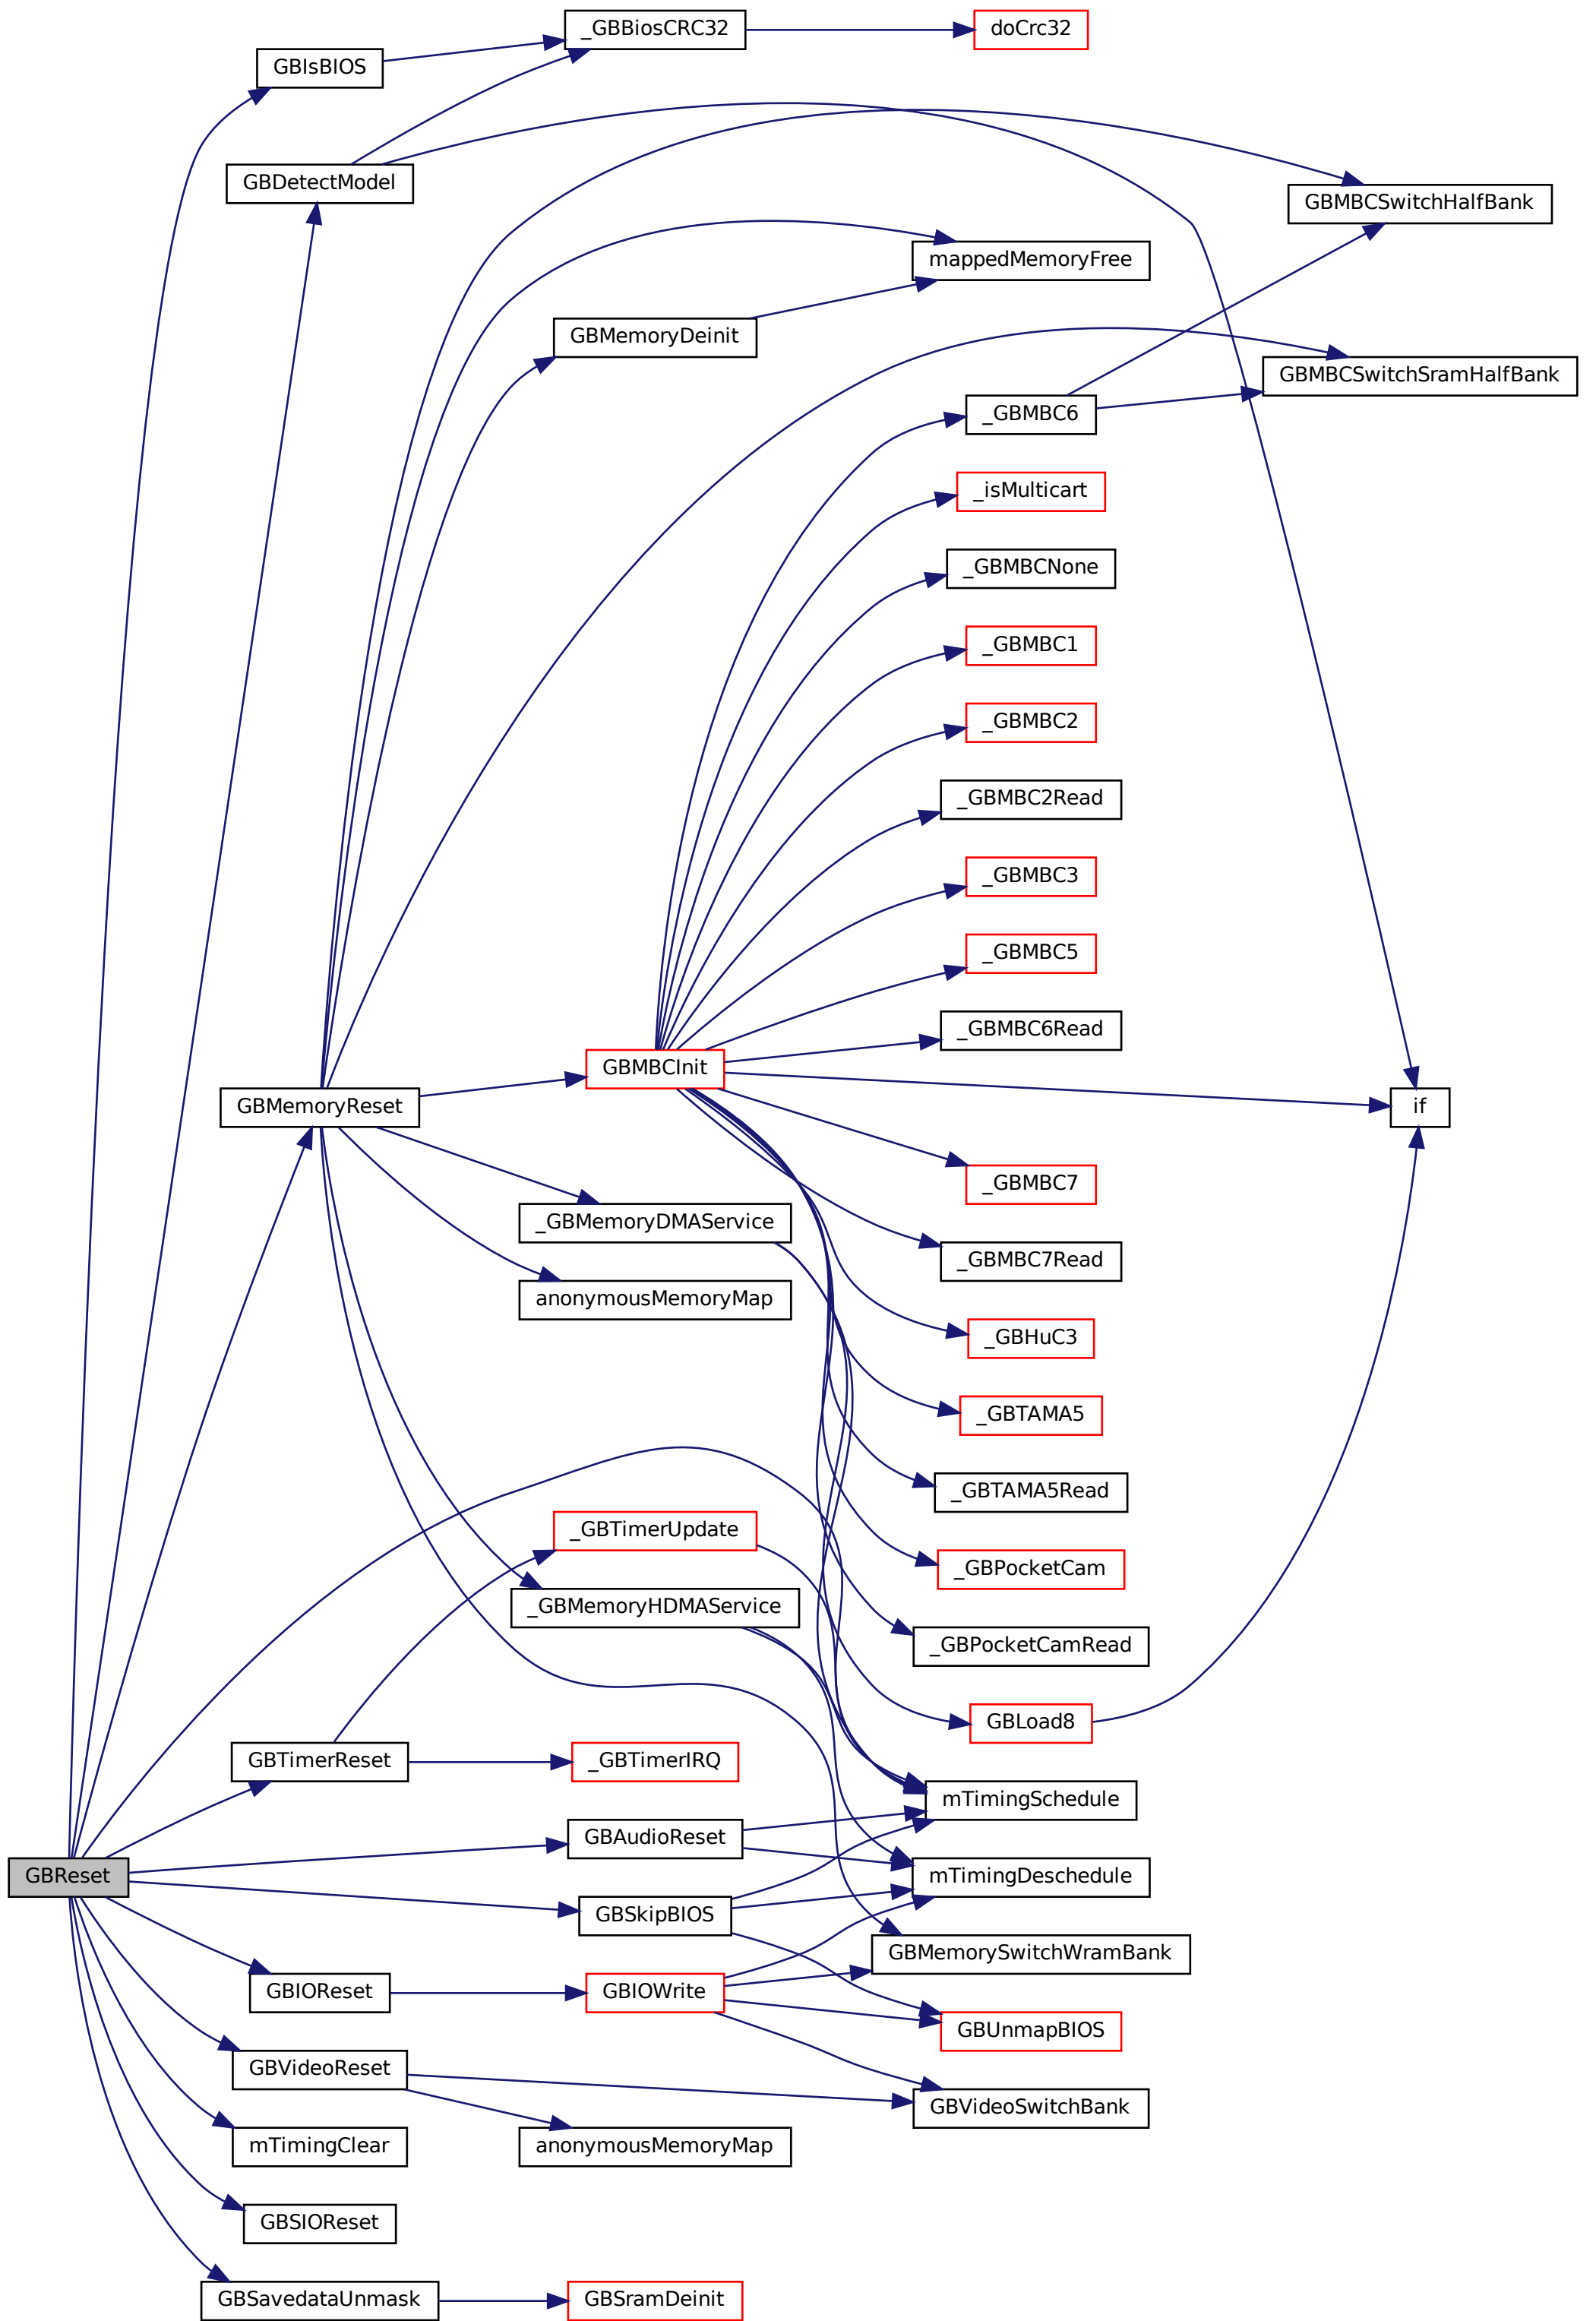 _GBBiosCRC32
doCrc32
GBIsBIOS
GBDetectModel
GBMBCSwitchHalfBank
mappedMemoryFree
GBMemoryDeinit
GBMBCSwitchSramHalfBank
_GBMBC6
_isMulticart
_GBMBCNone
_GBMBC1
_GBMBC2
_GBMBC2Read
_GBMBC3
_GBMBC5
_GBMBC6Read
GBMBCInit
GBMemoryReset
if
_GBMBC7
_GBMemoryDMAService
_GBMBC7Read
anonymousMemoryMap
_GBHuC3
_GBTAMA5
_GBTAMA5Read
_GBTimerUpdate
_GBPocketCam
_GBMemoryHDMAService
_GBPocketCamRead
GBLoad8
GBTimerReset
_GBTimerIRQ
mTimingSchedule
GBAudioReset
GBReset
mTimingDeschedule
GBSkipBIOS
GBMemorySwitchWramBank
GBIOReset
GBIOWrite
GBUnmapBIOS
GBVideoReset
GBVideoSwitchBank
mTimingClear
anonymousMemoryMap
GBSIOReset
GBSavedataUnmask
GBSramDeinit